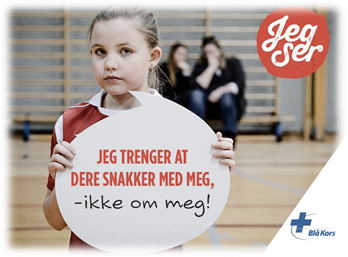 Jeg
Ser
JEG TRENGER AT
DERE SNAKKER MED MEG,
-ikke om meg!
Blå Kors